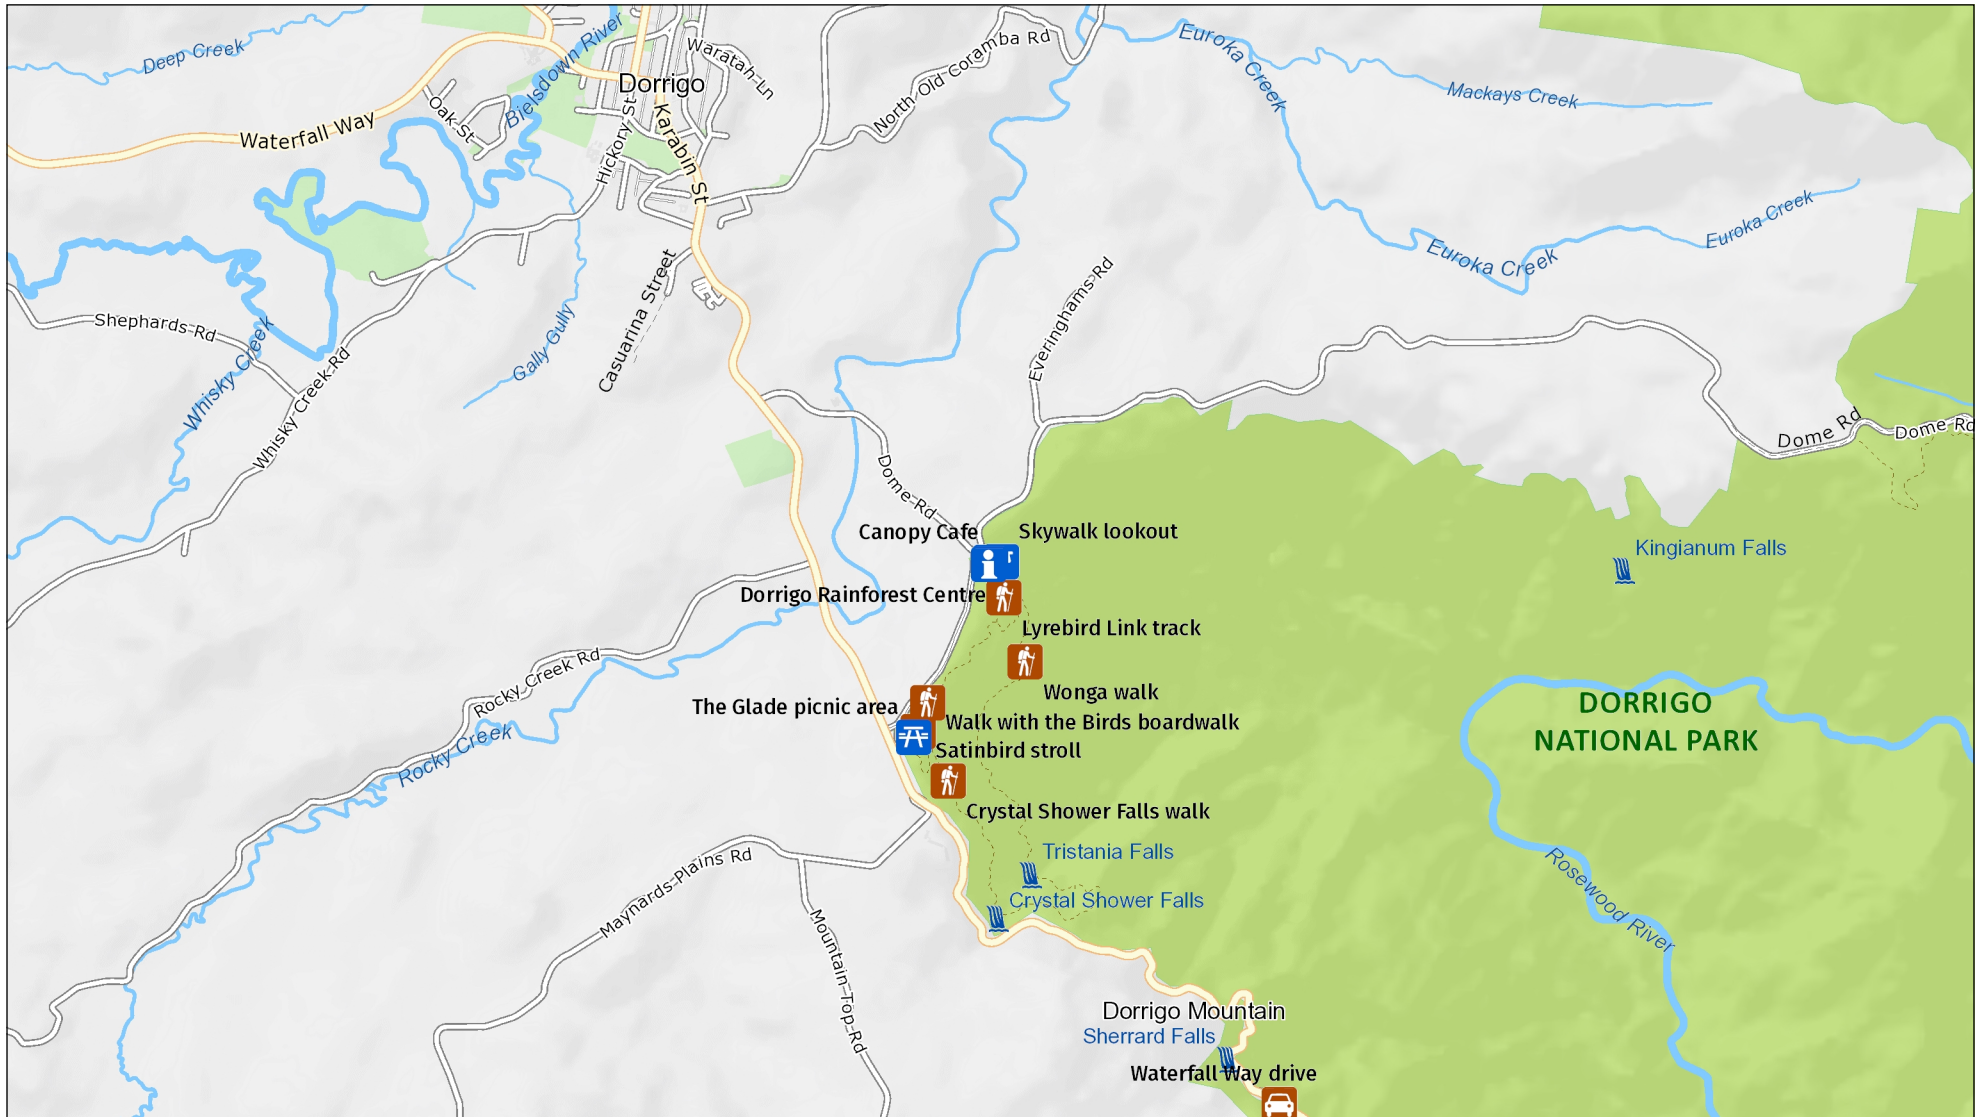 Deep Creek
Bielsdown River
Waratah Ln
North Old Coramba Rd
Euroka Creek
Mackays Creek
Dorrigo
Oak St
Waterfall Way
Hickory St
Karabin St
Euroka Creek
Euroka Creek
Casuarina Street
Everinghams Rd
Shephards Rd
Whisky Creek
Gally Gully
Whisky Creek Rd
Dome Rd
Dome Rd
Dome Rd
Canopy Cafe
Skywalk lookout
Kingianum Falls
Dorrigo Rainforest Centre
Lyrebird Link track
Rocky Creek Rd
Wonga walk
The Glade picnic area
Walk with the Birds boardwalk
DORRIGO
NATIONAL PARK
Rocky Creek
Satinbird stroll
Crystal Shower Falls walk
Tristania Falls
Maynards Plains Rd
Crystal Shower Falls
Rosewood River
Mountain Top Rd
Dorrigo Mountain
Sherrard Falls
Waterfall Way drive